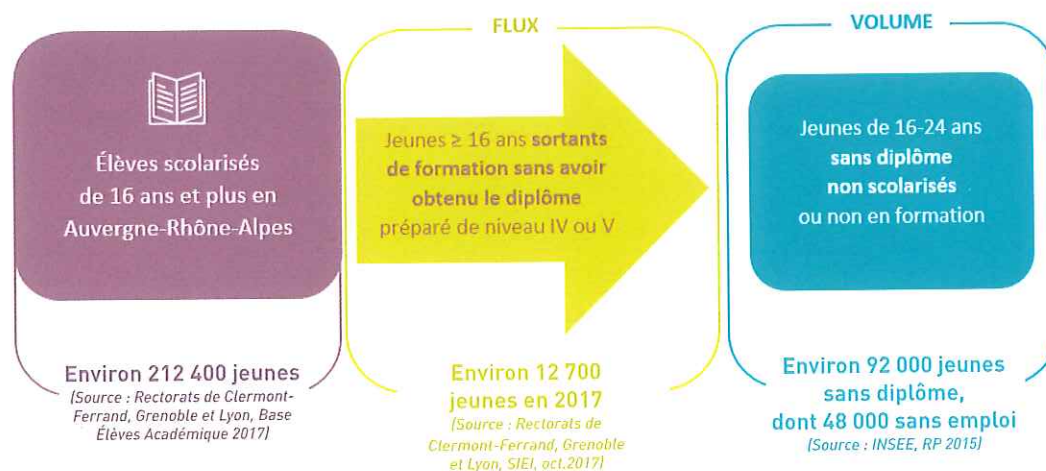 Élèves scolarisés
de 16 ans et plus en
Auvergne-Rhône-Alpes
Environ 212 400 jeunes
(Source : Rectorats de Clermont-
Ferrand, Grenoble et Lyon, Base
Élèves Académique 2017)
FLUX
Jeunes ≥ 16 ans sortants
de formation sans avoir
obtenu le diplôme
préparé de niveau IV ou V
Environ 12 700
jeunes en 2017
(Source : Rectorats de
Clermont-Ferrand, Grenoble
et Lyon, SIEI, oct.2017)
VOLUME
Jeunes de 16-24 ans
sans diplôme
non scolarisés
ou non en formation
Environ 92 000 jeunes
sans diplôme,
dont 48 000 sans emploi
(Source : INSEE, RP 2015)